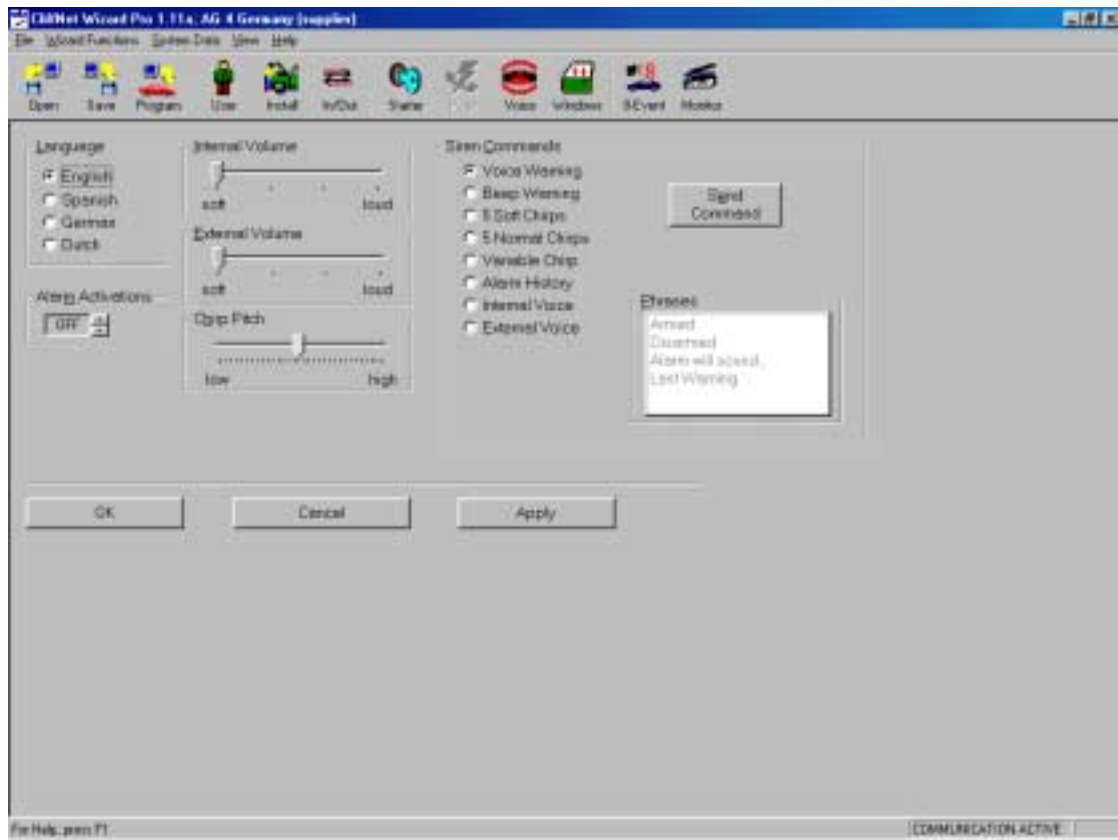 CliffNet Wizard Pro 1.11a, AG 4 Germany (supplier)
File Wizard Functions System Data View Help
Open Save Program User Install In/Out Starter Voice Windows 8-Event Monitor
Language
English
Spanish
German
Dutch
Alarm Activations
OFF
Internal Volume
soft loud
External Volume
soft loud
Chirp Pitch
low high
Siren Commands
Voice Warning
Beep Warning
5 Soft Chirps
5 Normal Chirps
Variable Chirp
Alarm History
Internal Voice
External Voice
Send
Command
Phrases
Armed
Disarmed
Alarm will sound,
Last Warning
OK Cancel Apply
For Help, press F1 COMMUNICATION ACTIVE